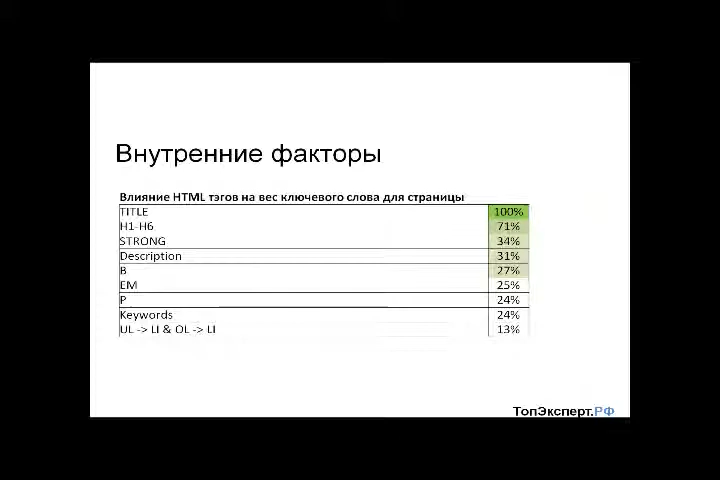 Внутренние факторы
Влияние HTML тэгов на вес ключевого слова для страницы
TITLE 100%
H1-H6 71%
STRONG 34%
Description 31%
B 27%
EM 25%
P 24%
Keywords 24%
UL -> LI & OL -> LI 13%
ТопЭксперт.РФ